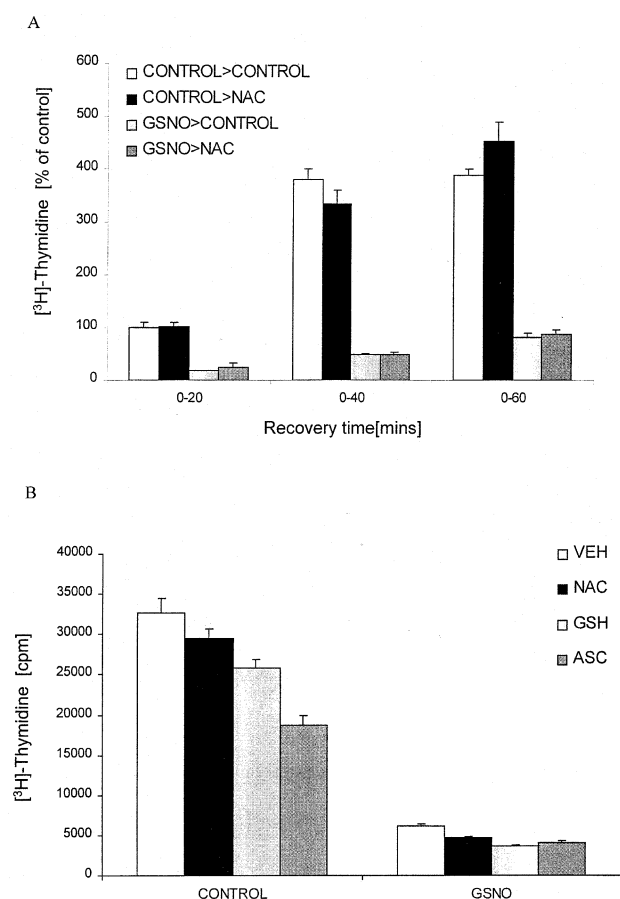 A
600
500
400
300
200
100
0
[³H]-Thymidine [% of control]
CONTROL>CONTROL
CONTROL>NAC
GSNO>CONTROL
GSNO>NAC
0-20 0-40 0-60
Recovery time[mins]
B
40000
35000
30000
25000
20000
15000
10000
5000
0
[³H]-Thymidine [cpm]
VEH
NAC
GSH
ASC
CONTROL GSNO